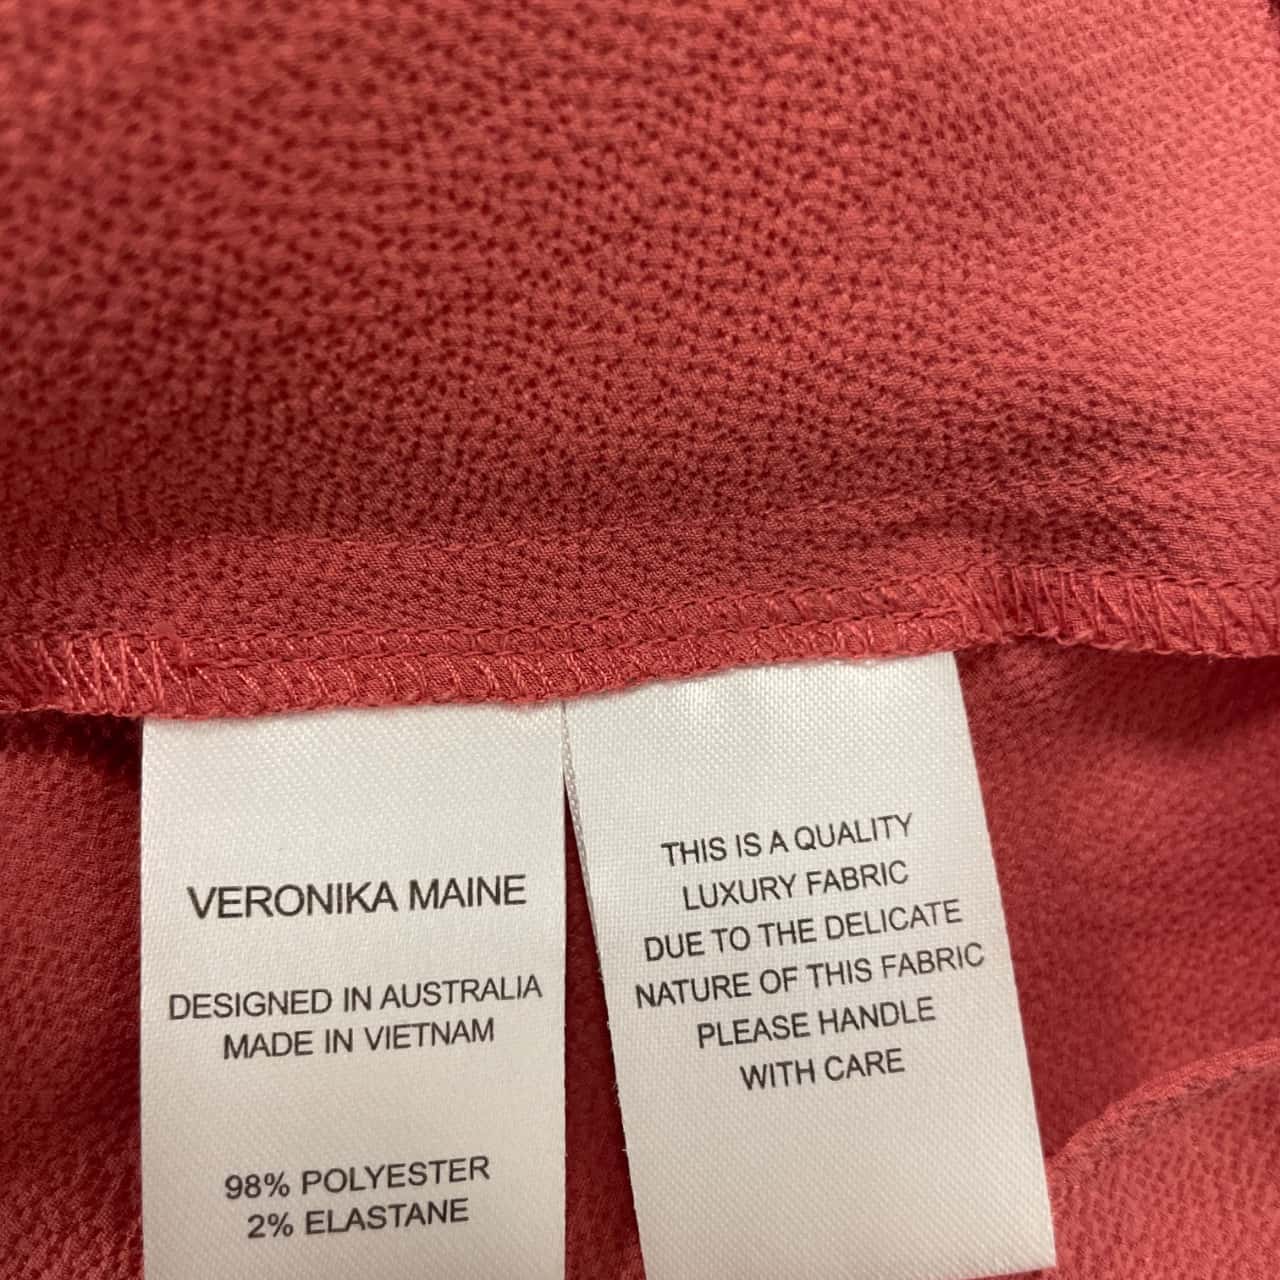 VERONIKA MAINE
DESIGNED IN AUSTRALIA
MADE IN VIETNAM
98% POLYESTER
2% ELASTANE
THIS IS A QUALITY
LUXURY FABRIC
DUE TO THE DELICATE
NATURE OF THIS FABRIC
PLEASE HANDLE
WITH CARE